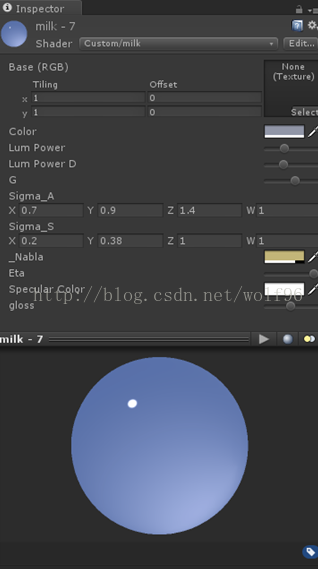 Inspector
milk - 7
Shader Custom/milk Edit...
Base (RGB)
None
(Texture)
Tiling Offset
x 1 0
y 1 0
Select
Color
Lum Power
Lum Power D
G
Sigma_A
X 0.7 Y 0.9 Z 1.4 W 1
Sigma_S
X 0.2 Y 0.38 Z 1 W 1
_Nabla
Eta
Specular Color
http://blog.csdn.net/wolf96
gloss
milk - 7